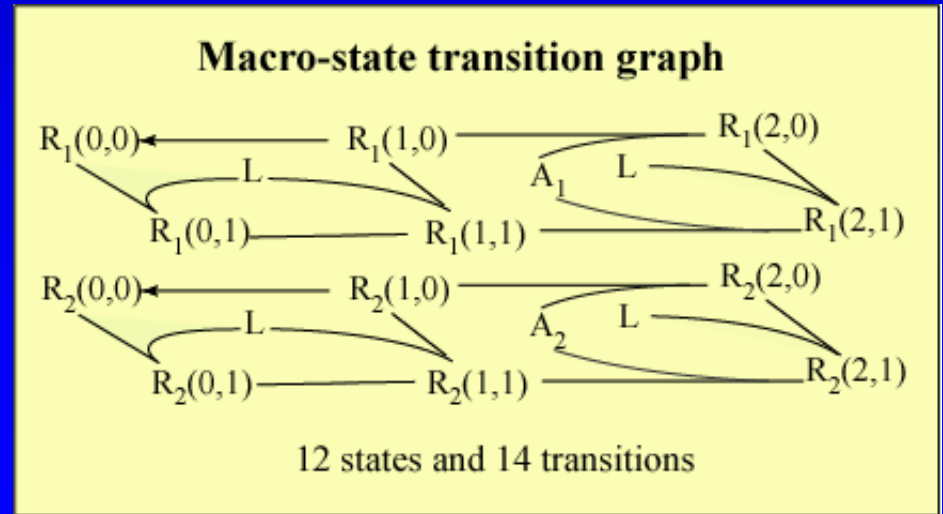 Macro-state transition graph
R1(0,0) R1(1,0) R1(2,0)
L A1 L
R1(0,1) R1(1,1) R1(2,1)
R2(0,0) R2(1,0) R2(2,0)
L A2 L
R2(0,1) R2(1,1) R2(2,1)
12 states and 14 transitions